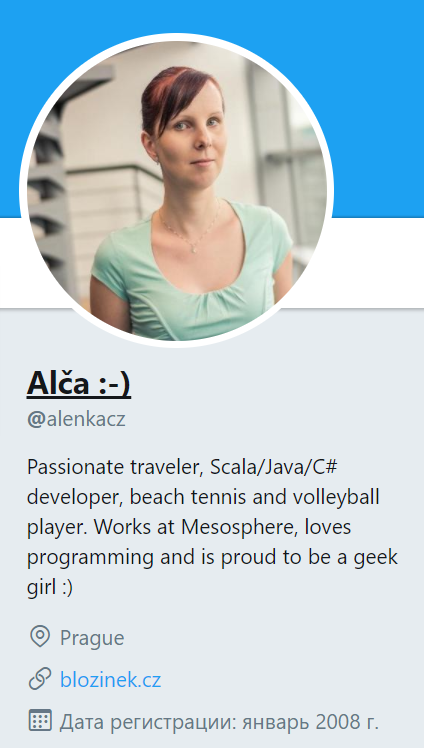 Alča :-)
@alenkacz
Passionate traveler, Scala/Java/C#
developer, beach tennis and volleyball
player. Works at Mesosphere, loves
programming and is proud to be a geek
girl :)
Prague
blozinek.cz
Дата регистрации: январь 2008 г.